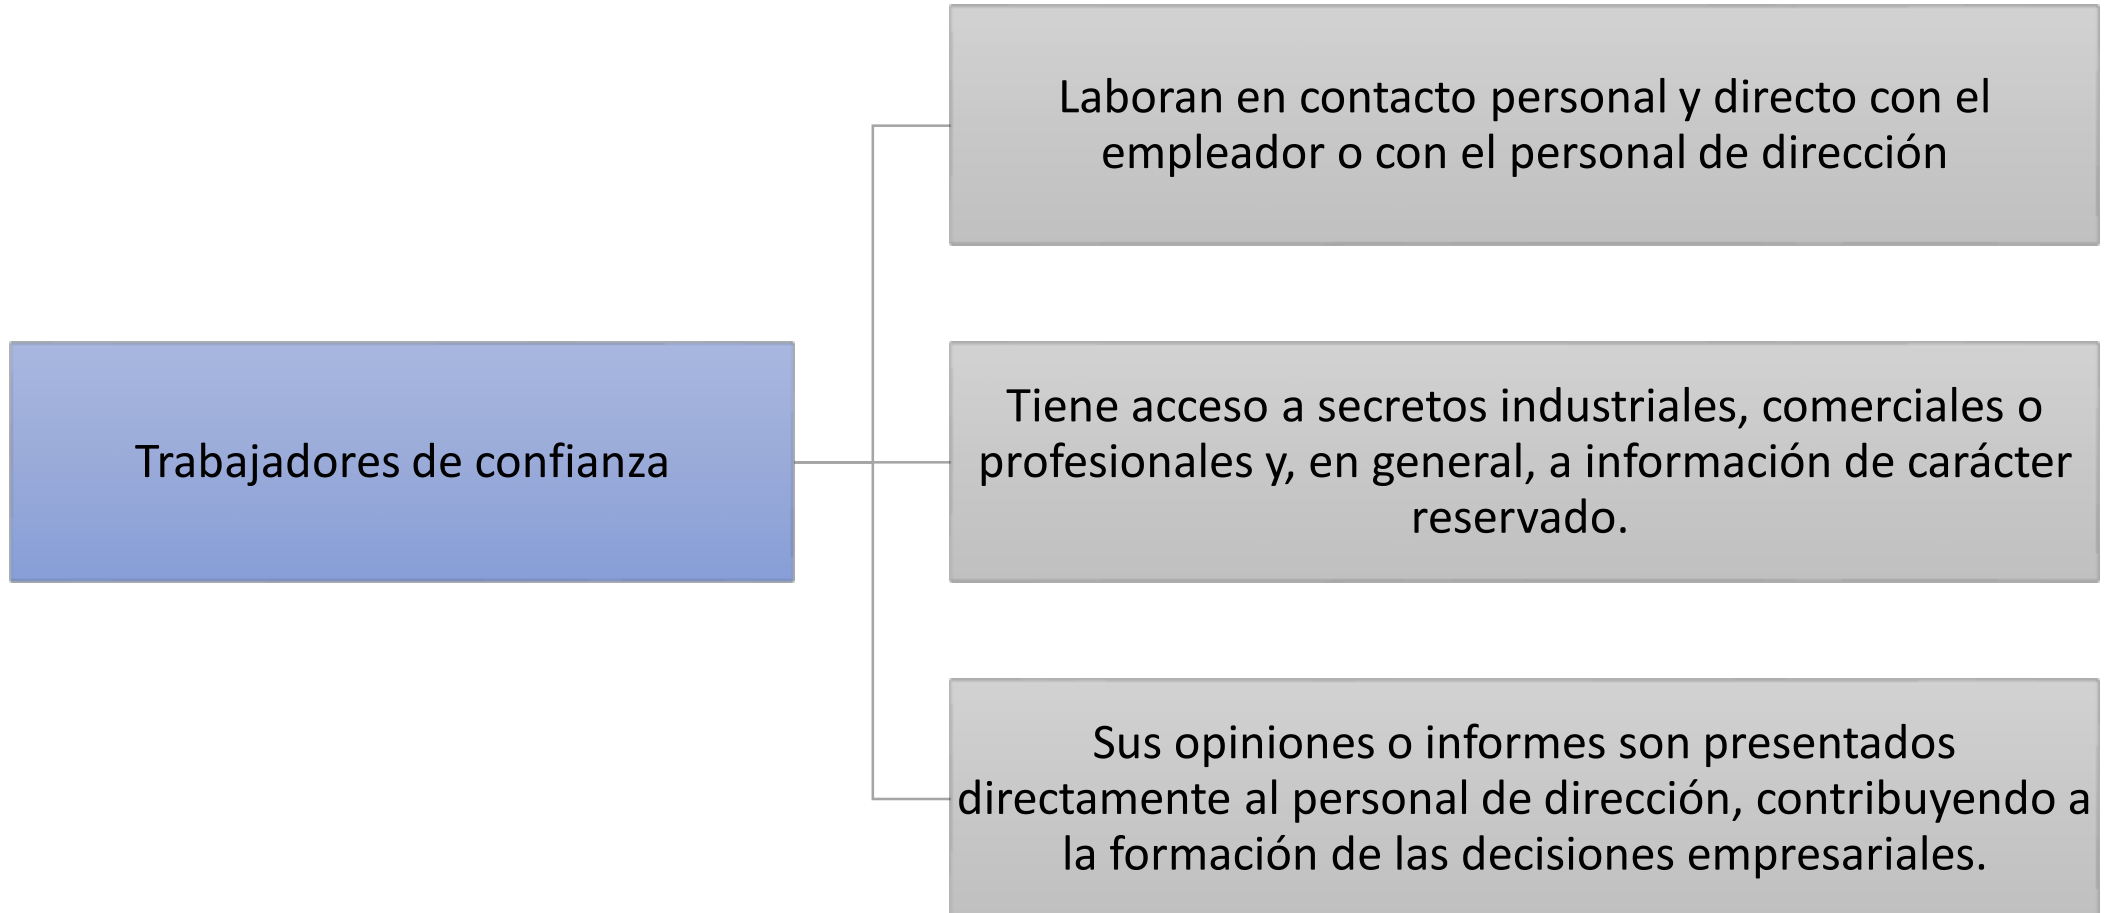 Trabajadores de confianza
Laboran en contacto personal y directo con el
empleador o con el personal de dirección
Tiene acceso a secretos industriales, comerciales o
profesionales y, en general, a información de carácter
reservado.
Sus opiniones o informes son presentados
directamente al personal de dirección, contribuyendo a
la formación de las decisiones empresariales.